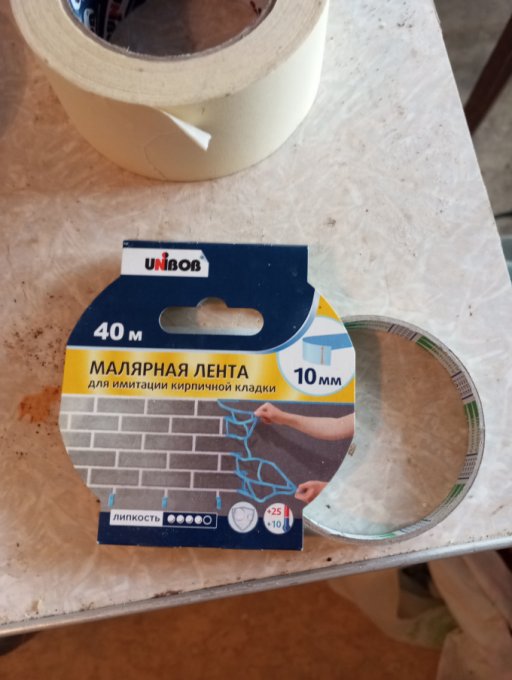 UNIBOB
40 м
МАЛЯРНАЯ ЛЕНТА
для имитации кирпичной кладки
10 мм
ЛИПКОСТЬ
+25
+10